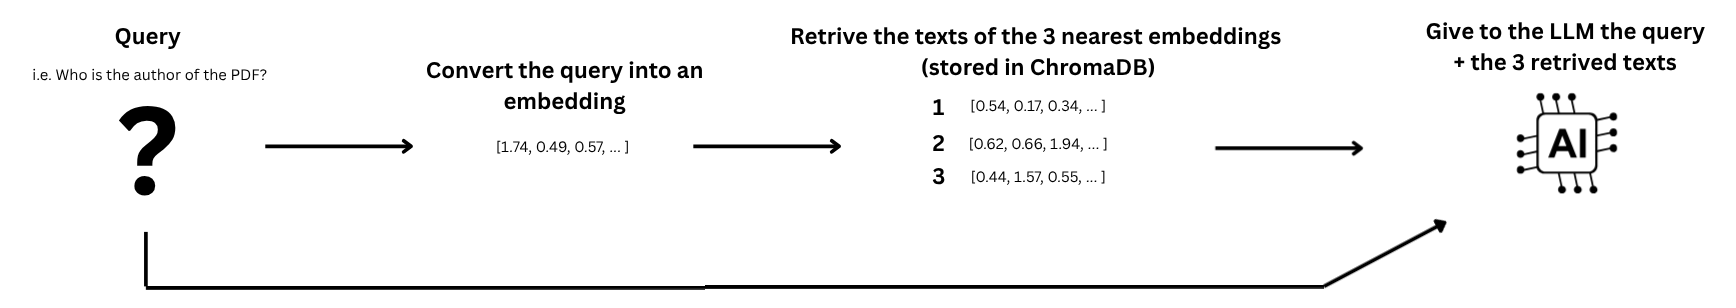 Query
i.e. Who is the author of the PDF?
?
Convert the query into an
embedding
[1.74, 0.49, 0.57, ... ]
Retrive the texts of the 3 nearest embeddings
(stored in ChromaDB)
1 [0.54, 0.17, 0.34, ... ]
2 [0.62, 0.66, 1.94, ... ]
3 [0.44, 1.57, 0.55, ... ]
Give to the LLM the query
+ the 3 retrived texts
AI